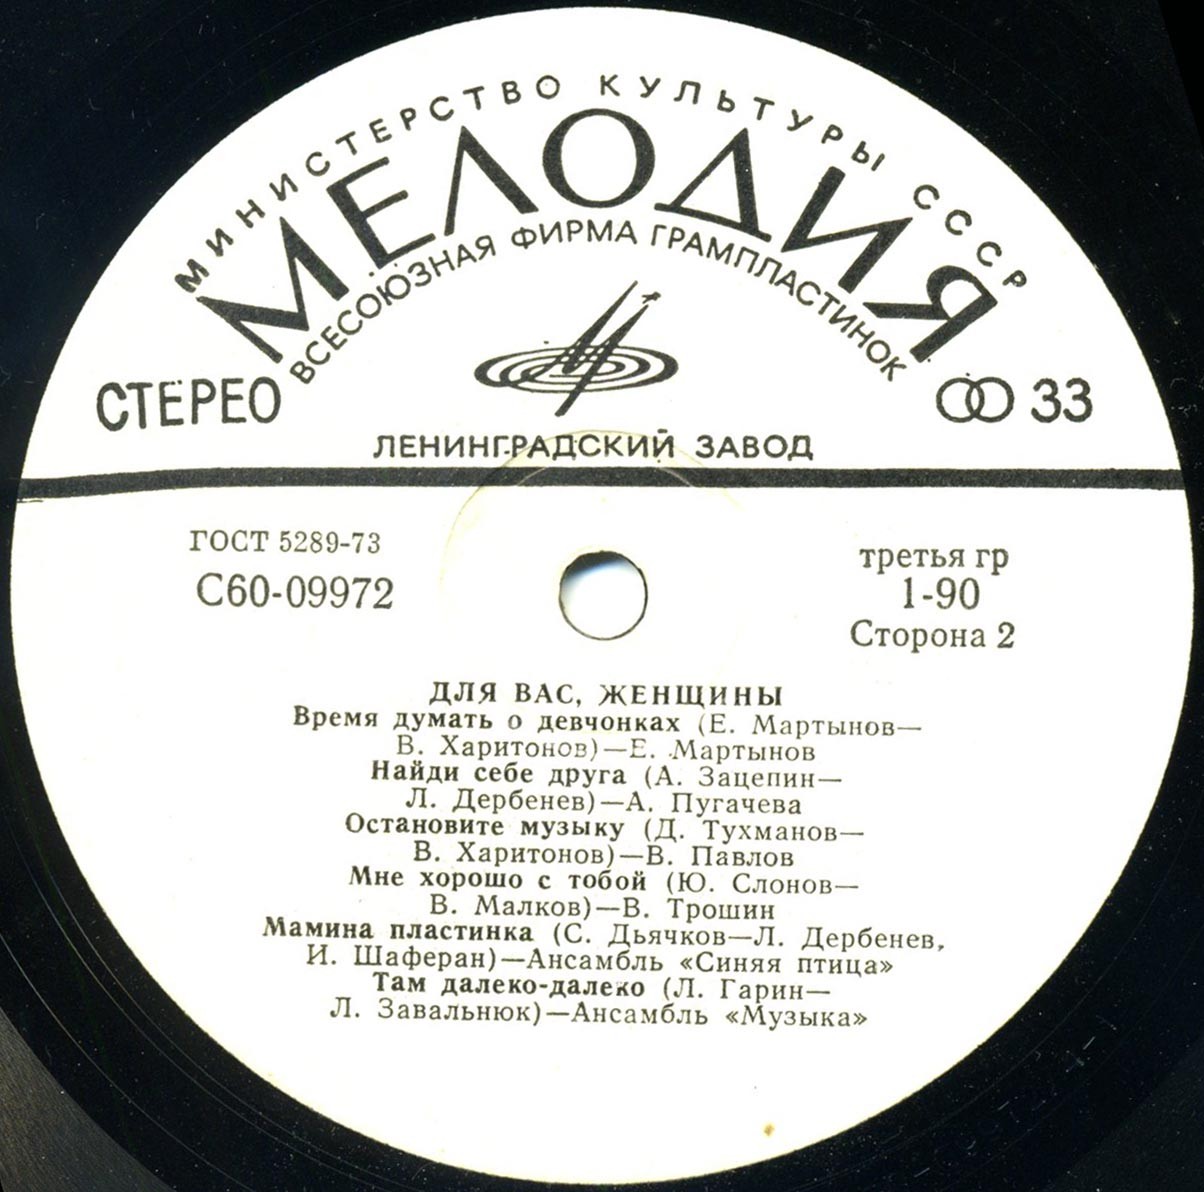 МИНИСТЕРСТВО КУЛЬТУРЫ СССР
МЕЛОДИЯ
ВСЕСОЮЗНАЯ ФИРМА ГРАМПЛАСТИНОК
СТЕРЕО
33
ЛЕНИНГРАДСКИЙ ЗАВОД
ГОСТ 5289-73
С60-09972
третья гр
1-90
Сторона 2
ДЛЯ ВАС, ЖЕНЩИНЫ
Время думать о девчонках (Е. Мартынов—
В. Харитонов)—Е. Мартынов
Найди себе друга (А. Зацепин—
Л. Дербенев)—А. Пугачева
Остановите музыку (Д. Тухманов—
В. Харитонов)—В. Павлов
Мне хорошо с тобой (Ю. Слонов—
В. Малков)—В. Трошин
Мамина пластинка (С. Дьячков—Л. Дербенев,
И. Шаферан)—Ансамбль «Синяя птица»
Там далеко-далеко (Л. Гарин—
Л. Завальнюк)—Ансамбль «Музыка»